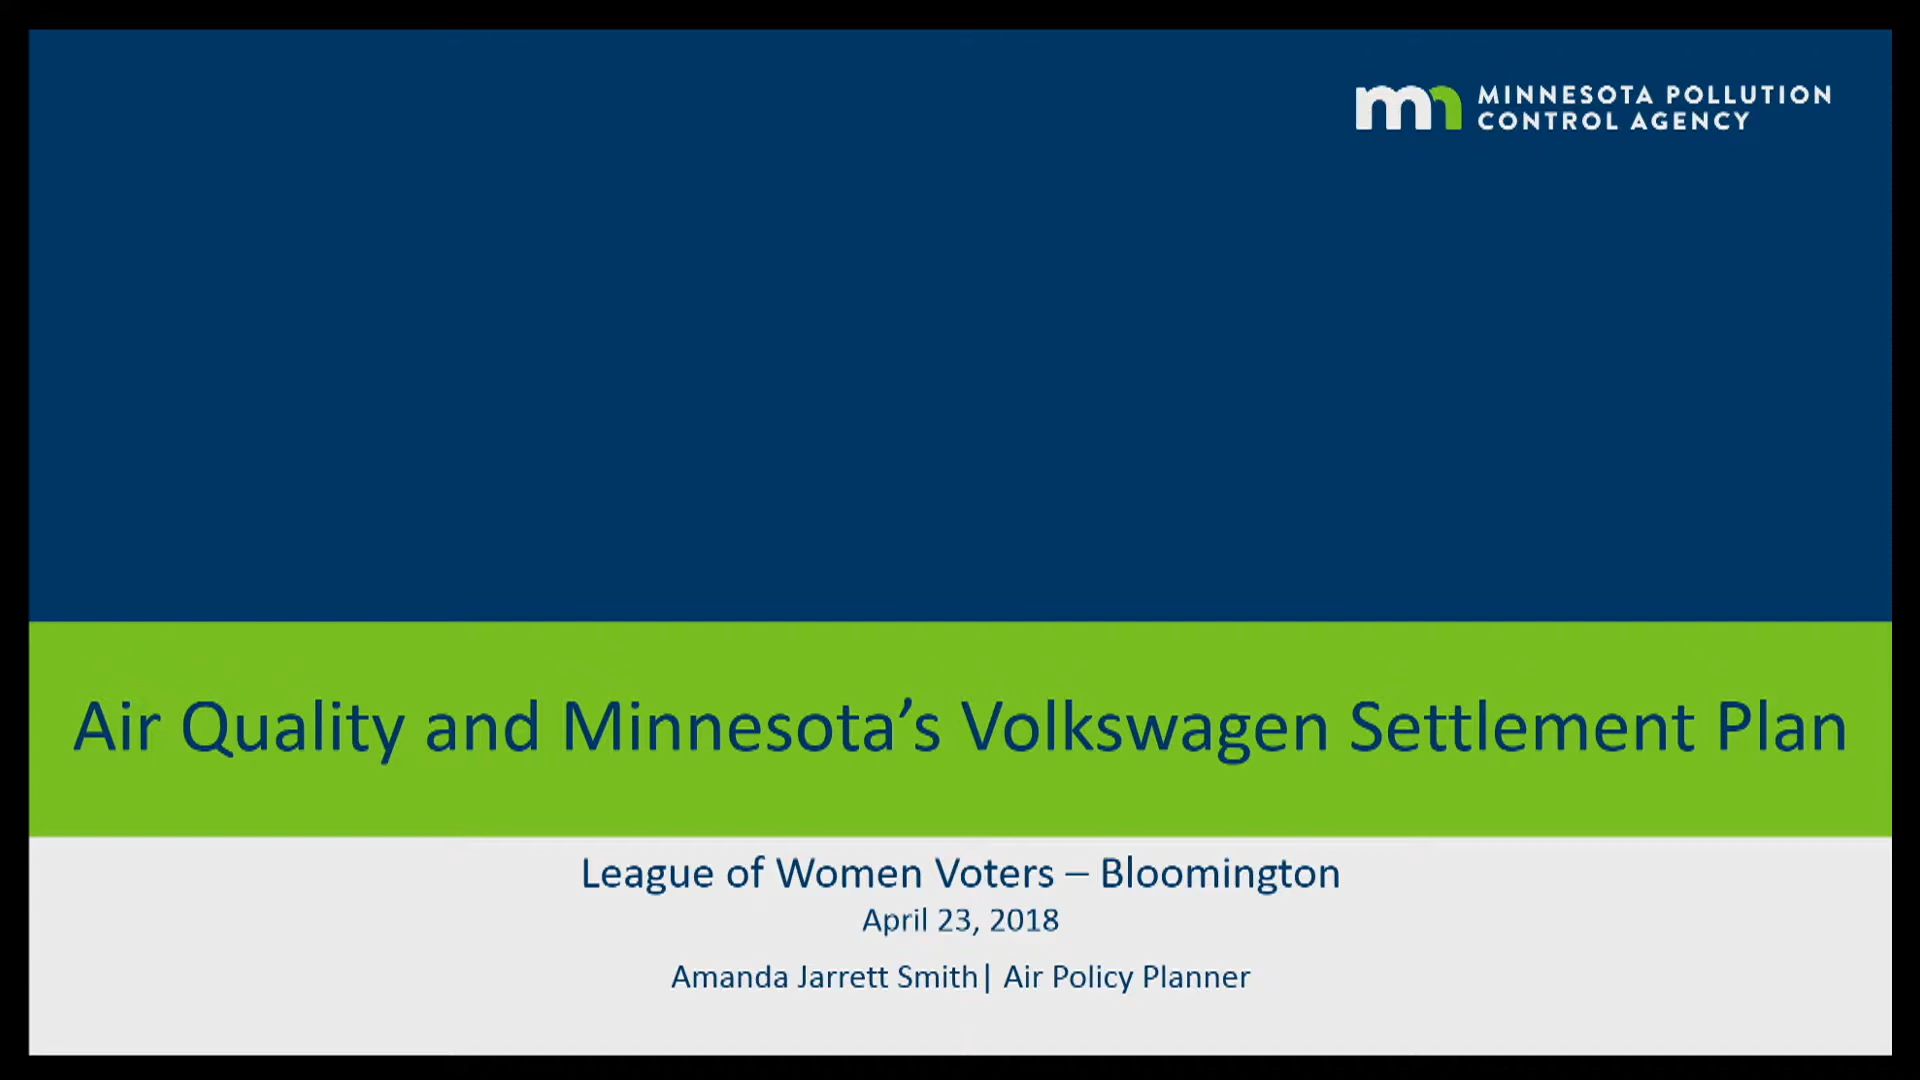 mn MINNESOTA POLLUTION
CONTROL AGENCY
Air Quality and Minnesota’s Volkswagen Settlement Plan
League of Women Voters – Bloomington
April 23, 2018
Amanda Jarrett Smith| Air Policy Planner